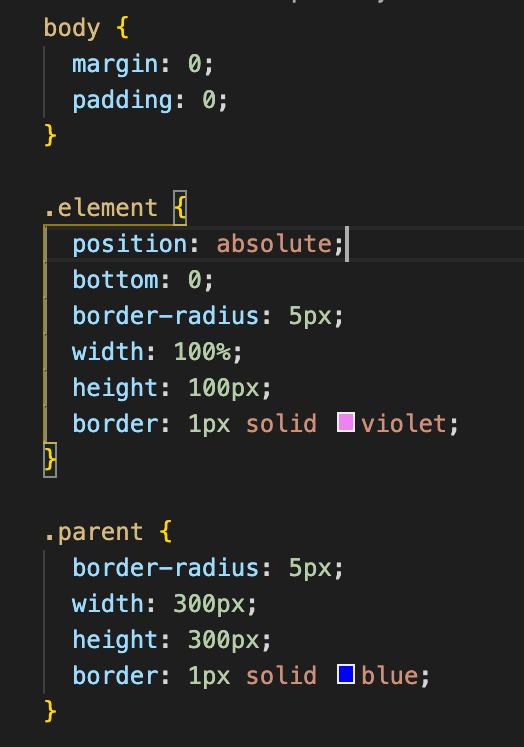 body {
  margin: 0;
  padding: 0;
}

.element {
  position: absolute;
  bottom: 0;
  border-radius: 5px;
  width: 100%;
  height: 100px;
  border: 1px solid violet;
}

.parent {
  border-radius: 5px;
  width: 300px;
  height: 300px;
  border: 1px solid blue;
}